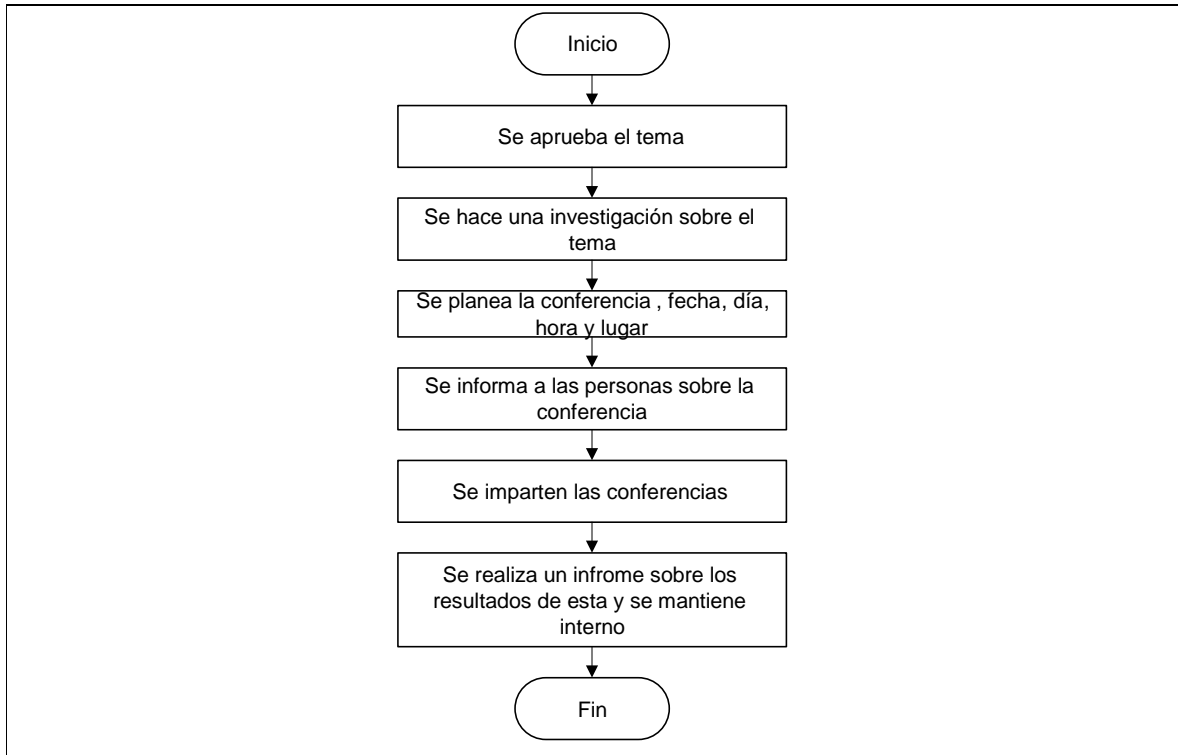 Inicio
Se aprueba el tema
Se hace una investigación sobre el
tema
Se planea la conferencia , fecha, día,
hora y lugar
Se informa a las personas sobre la
conferencia
Se imparten las conferencias
Se realiza un infrome sobre los
resultados de esta y se mantiene
interno
Fin